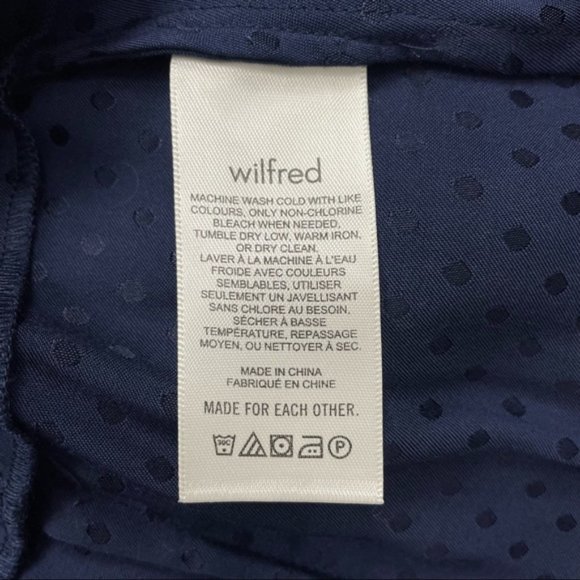 wilfred
MACHINE WASH COLD WITH LIKE
COLOURS, ONLY NON-CHLORINE
BLEACH WHEN NEEDED,
TUMBLE DRY LOW, WARM IRON,
OR DRY CLEAN.
LAVER À LA MACHINE À L'EAU
FROIDE AVEC COULEURS
SEMBLABLES, UTILISER
SEULEMENT UN JAVELLISANT
SANS CHLORE AU BESOIN.
SÉCHER À BASSE
TEMPÉRATURE, REPASSAGE
MOYEN, OU NETTOYER À SEC.
MADE IN CHINA
FABRIQUÉ EN CHINE
MADE FOR EACH OTHER.
30C P